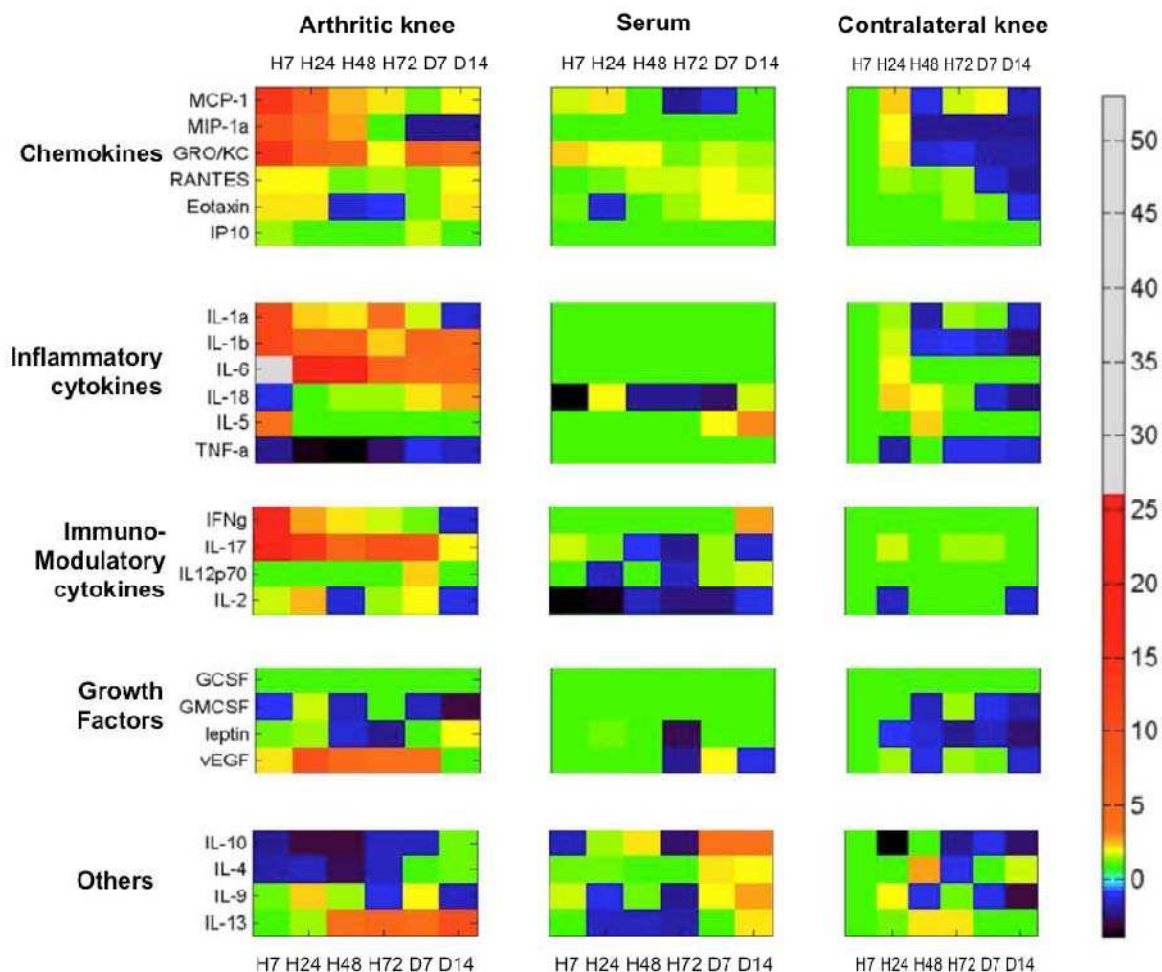 Arthritic knee Serum Contralateral knee
H7 H24 H48 H72 D7 D14 H7 H24 H48 H72 D7 D14 H7 H24 H48 H72 D7 D14
Chemokines
MCP-1
MIP-1a
GRO/KC
RANTES
Eotaxin
IP10
Inflammatory
cytokines
IL-1a
IL-1b
IL-6
IL-18
IL-5
TNF-a
Immuno-
Modulatory
cytokines
IFNg
IL-17
IL12p70
IL-2
Growth
Factors
GCSF
GMCSF
leptin
vEGF
Others
IL-10
IL-4
IL-9
IL-13
H7 H24 H48 H72 D7 D14 H7 H24 H48 H72 D7 D14 H7 H24 H48 H72 D7 D14
50
45
40
35
30
25
20
15
10
5
0